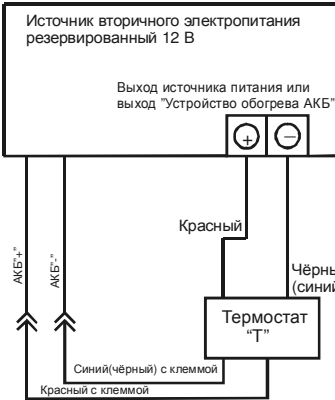 Источник вторичного электропитания
резервированный 12 В
Выход источника питания или
выход "Устройство обогрева АКБ"
+ −
Красный
АКБ"+"
АКБ"-"
(синий
Термостат
“Т”
Синий(чёрный) с клеммой
Красный с клеммой